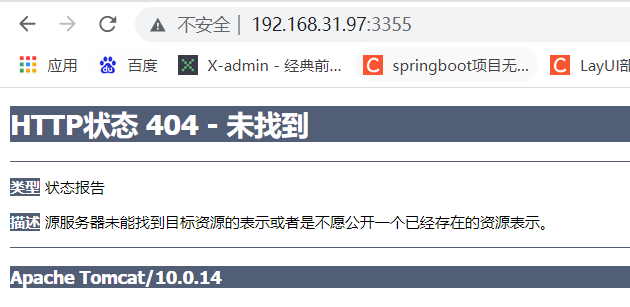 不安全 | 192.168.31.97:3355
应用 百度 X-admin - 经典前... springboot项目无... LayUI部
HTTP状态 404 - 未找到
类型 状态报告
描述 源服务器未能找到目标资源的表示或者是不愿公开一个已经存在的资源表示。
Apache Tomcat/10.0.14